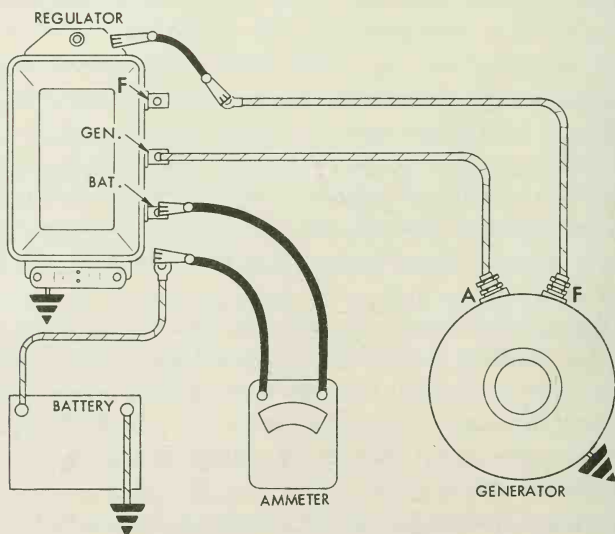 REGULATOR
F
GEN.
BAT.
A
F
BATTERY
AMMETER
GENERATOR